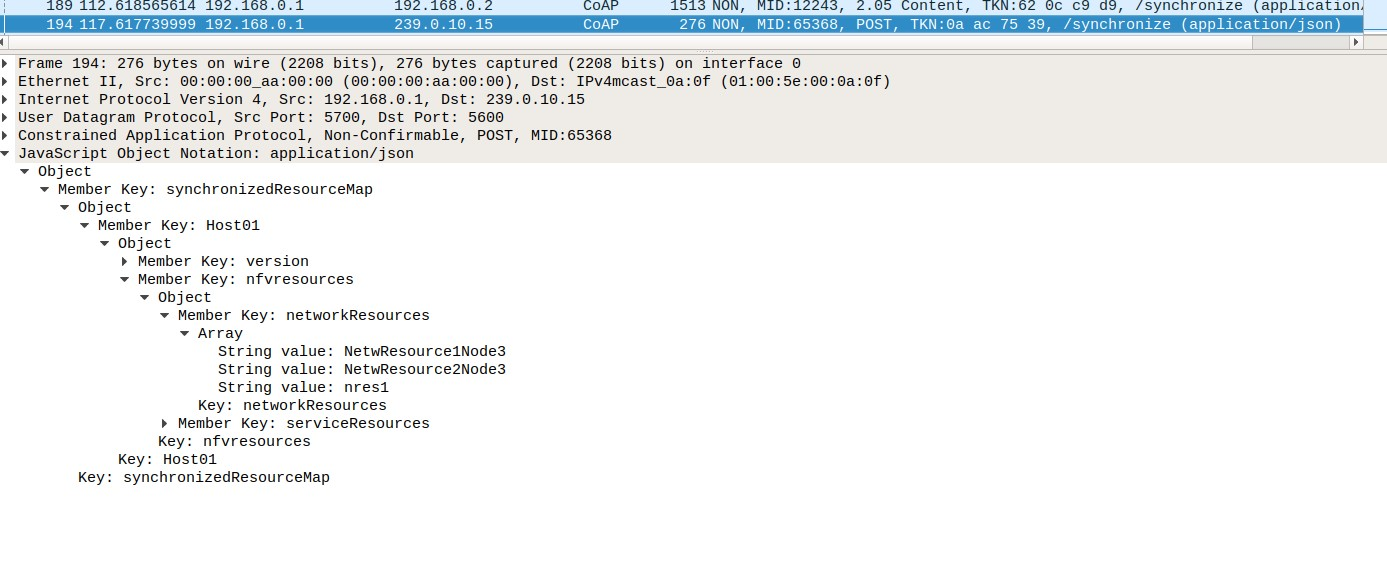 189 112.618565614 192.168.0.1 192.168.0.2 CoAP 1513 NON, MID:12243, 2.05 Content, TKN:62 0c c9 d9, /synchronize (application/
194 117.617739999 192.168.0.1 239.0.10.15 CoAP 276 NON, MID:65368, POST, TKN:0a ac 75 39, /synchronize (application/json)
Frame 194: 276 bytes on wire (2208 bits), 276 bytes captured (2208 bits) on interface 0
Ethernet II, Src: 00:00:00_aa:00:00 (00:00:00:aa:00:00), Dst: IPv4mcast_0a:0f (01:00:5e:00:0a:0f)
Internet Protocol Version 4, Src: 192.168.0.1, Dst: 239.0.10.15
User Datagram Protocol, Src Port: 5700, Dst Port: 5600
Constrained Application Protocol, Non-Confirmable, POST, MID:65368
JavaScript Object Notation: application/json
Object
Member Key: synchronizedResourceMap
Object
Member Key: Host01
Object
Member Key: version
Member Key: nfvresources
Object
Member Key: networkResources
Array
String value: NetwResource1Node3
String value: NetwResource2Node3
String value: nres1
Key: networkResources
Member Key: serviceResources
Key: nfvresources
Key: Host01
Key: synchronizedResourceMap